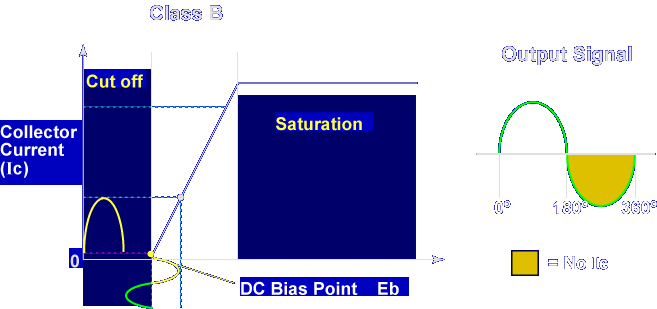 Class B
Output Signal
Cut off
Saturation
Collector
Current
(Ic)
0
0° 180° 360°
= No Ic
DC Bias Point Eb